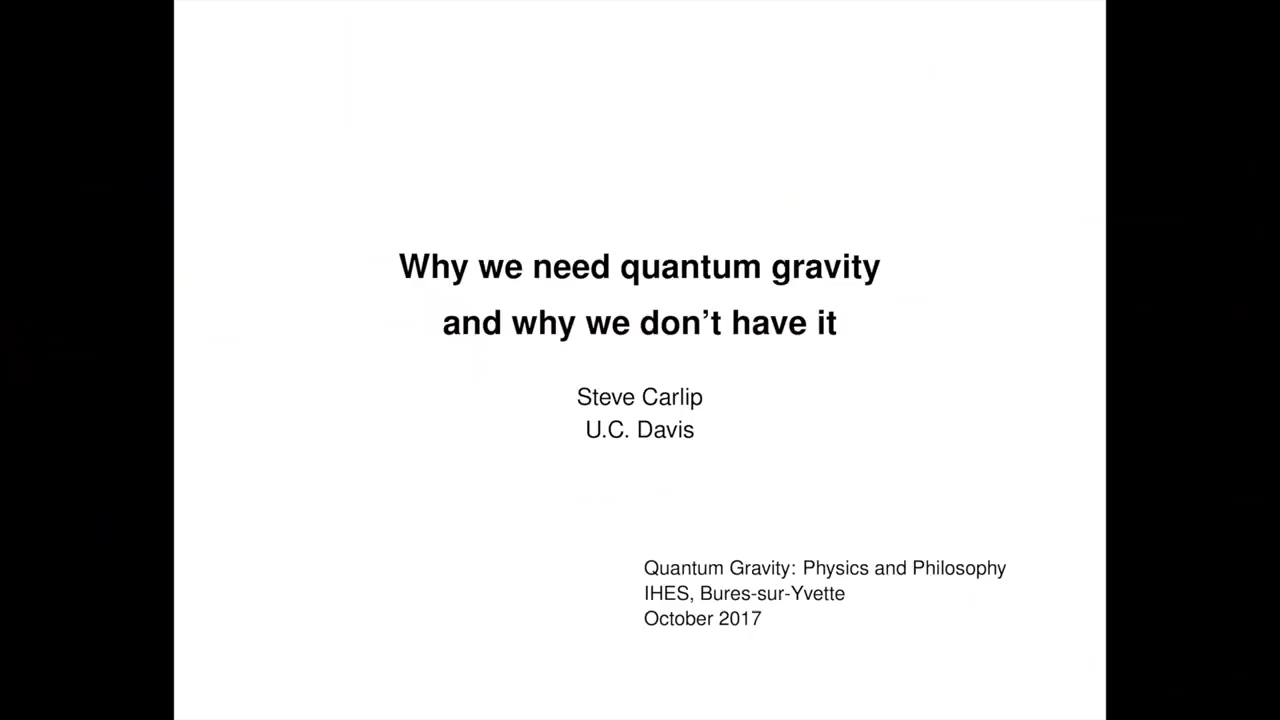 Why we need quantum gravity
and why we don't have it
Steve Carlip
U.C. Davis
Quantum Gravity: Physics and Philosophy
IHES, Bures-sur-Yvette
October 2017